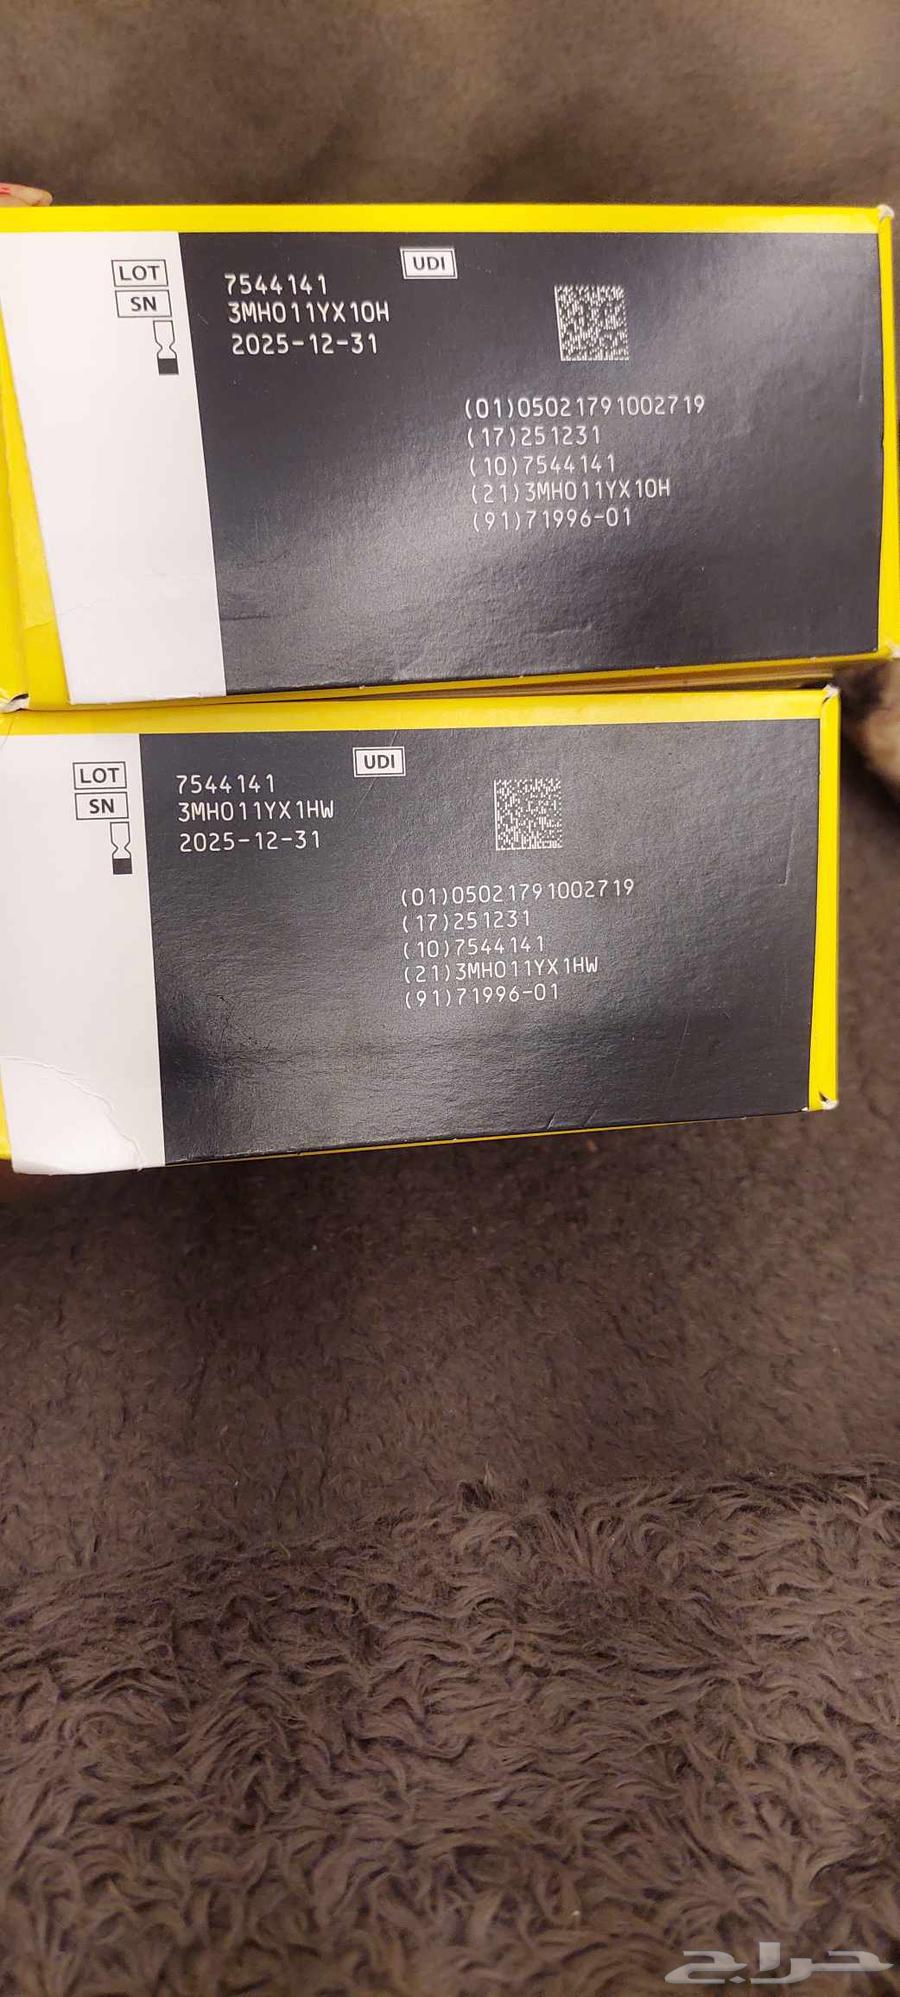 LOT
SN
7544141
3MH011YX10H
2025-12-31
UDI
(01)05021791002719
(17)251231
(10)7544141
(21)3MH011YX10H
(91)71996-01
LOT
SN
7544141
3MH011YX1HW
2025-12-31
UDI
(01)05021791002719
(17)251231
(10)7544141
(21)3MH011YX1HW
(91)71996-01
حراج